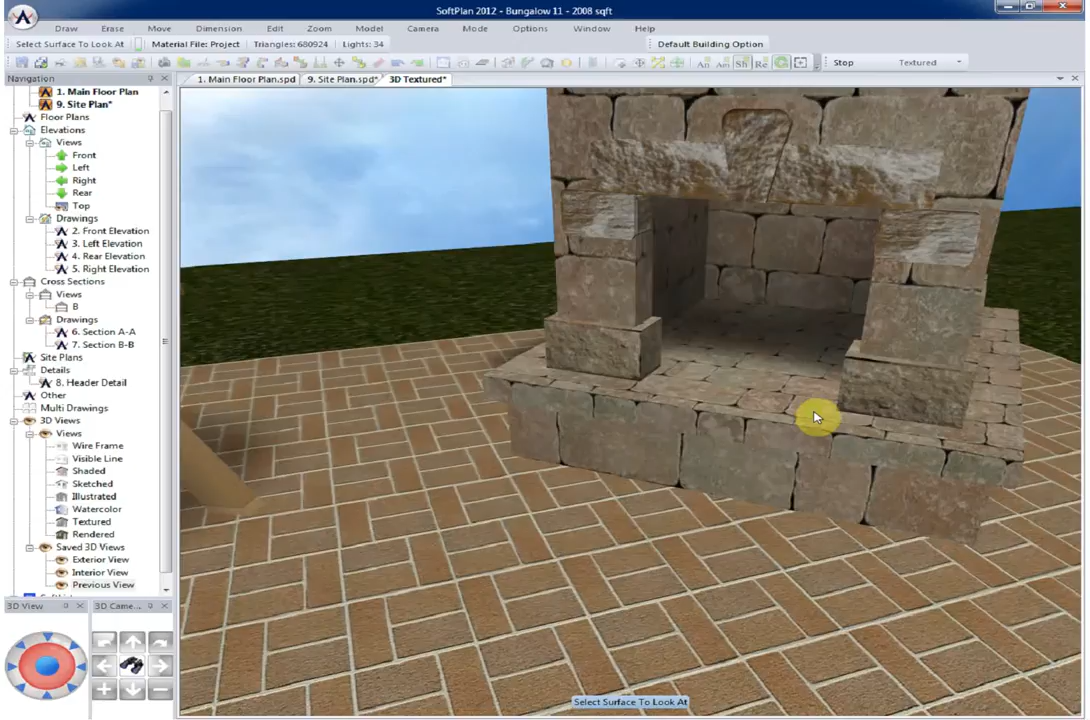 SoftPlan 2012 - Bungalow 11 - 2008 sqft
Draw Erase Move Dimension Edit Zoom Model Camera Mode Options Window Help
Select Surface To Look At Material File: Project Triangles: 680924 Lights: 34 Default Building Option
An Am Sh Re Stop Textured
Navigation 1. Main Floor Plan.spd 9. Site Plan.spd* 3D Textured*
1. Main Floor Plan
9. Site Plan*
Floor Plans
Elevations
Views
Front
Left
Right
Rear
Top
Drawings
2. Front Elevation
3. Left Elevation
4. Rear Elevation
5. Right Elevation
Cross Sections
Views
B
Drawings
6. Section A-A
7. Section B-B
Site Plans
Details
8. Header Detail
Other
Multi Drawings
3D Views
Views
Wire Frame
Visible Line
Shaded
Sketched
Illustrated
Watercolor
Textured
Rendered
Saved 3D Views
Exterior View
Interior View
Previous View
3D View 3D Came...
Select Surface To Look At